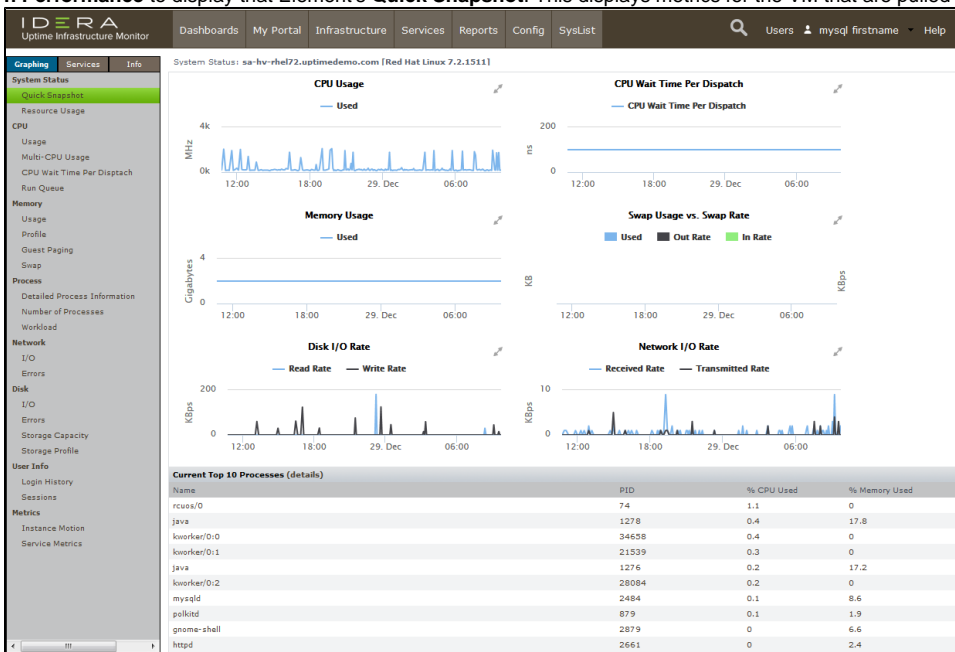 Performance to display that Element's Quick Snapshot. This displays metrics for the VM that are pulled
IDERA
Uptime Infrastructure Monitor
Dashboards My Portal Infrastructure Services Reports Config SysList Users mysql firstname Help
Graphing Services Info
System Status
Quick Snapshot
Resource Usage
CPU
Usage
Multi-CPU Usage
CPU Wait Time Per Disptach
Run Queue
Memory
Usage
Profile
Guest Paging
Swap
Process
Detailed Process Information
Number of Processes
Workload
Network
I/O
Errors
Disk
I/O
Errors
Storage Capacity
Storage Profile
User Info
Login History
Sessions
Metrics
Instance Motion
Service Metrics
System Status: sa-hv-rhel72.uptimedemo.com [Red Hat Linux 7.2.1511]
CPU Usage
Used
4k
MHz
0k
12:00 18:00 29. Dec 06:00
CPU Wait Time Per Dispatch
CPU Wait Time Per Dispatch
200
ns
0
12:00 18:00 29. Dec 06:00
Memory Usage
Used
4
Gigabytes
0
12:00 18:00 29. Dec 06:00
Swap Usage vs. Swap Rate
Used Out Rate In Rate
KB
KBps
12:00 18:00 29. Dec 06:00
Disk I/O Rate
Read Rate Write Rate
200
KBps
0
12:00 18:00 29. Dec 06:00
Network I/O Rate
Received Rate Transmitted Rate
10
KBps
0
12:00 18:00 29. Dec 06:00
Current Top 10 Processes (details)
Name PID % CPU Used % Memory Used
rcuos/0 74 1.1 0
java 1278 0.4 17.8
kworker/0:0 34658 0.4 0
kworker/0:1 21539 0.3 0
java 1276 0.2 17.2
kworker/0:2 28084 0.2 0
mysqld 2484 0.1 8.6
polkitd 879 0.1 1.9
gnome-shell 2879 0 6.6
httpd 2661 0 2.4